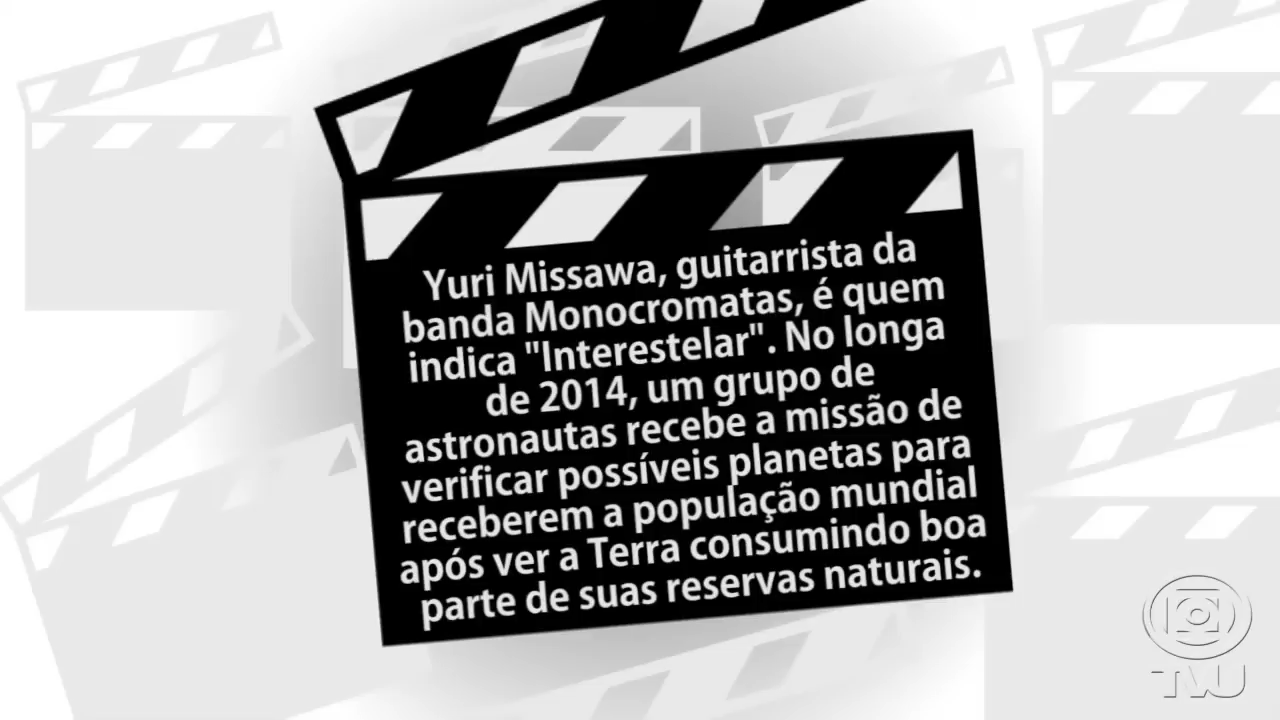 Yuri Missawa, guitarrista da
banda Monocromatas, é quem
indica "Interestelar". No longa
de 2014, um grupo de
astronautas recebe a missão de
verificar possíveis planetas para
receberem a população mundial
após ver a Terra consumindo boa
parte de suas reservas naturais.
TVU